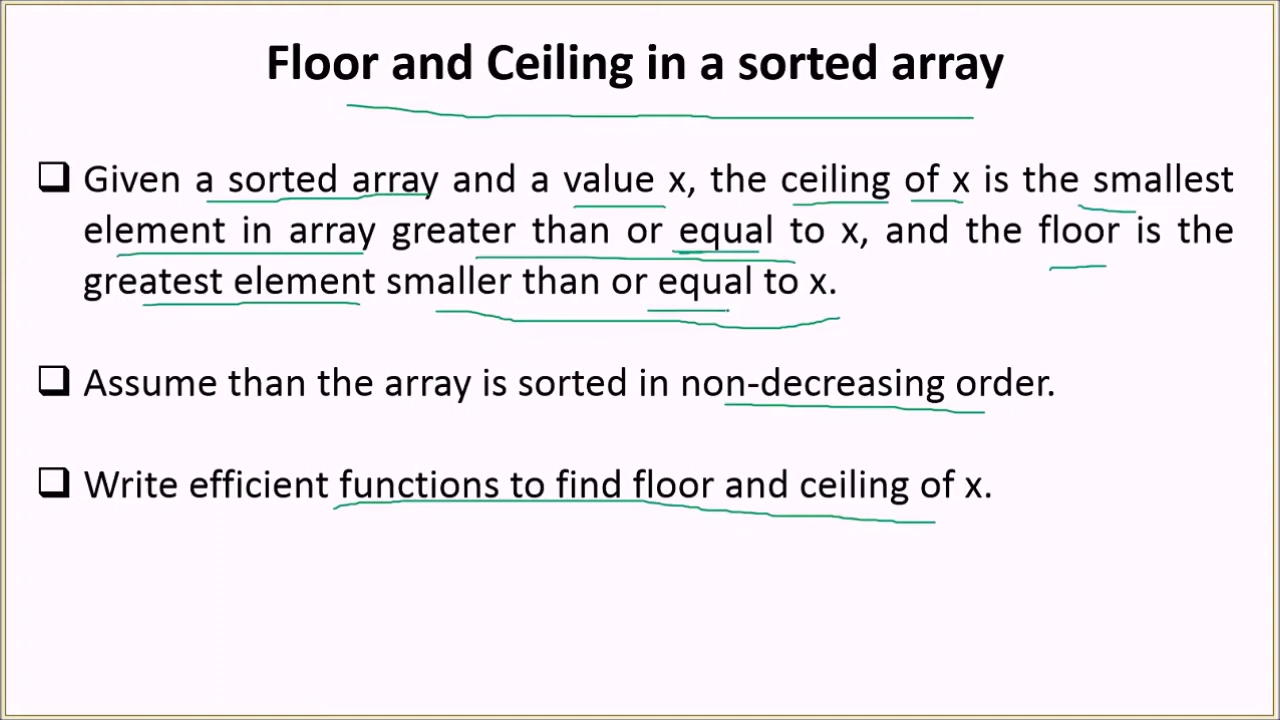 Floor and Ceiling in a sorted array
❑ Given a sorted array and a value x, the ceiling of x is the smallest
element in array greater than or equal to x, and the floor is the
greatest element smaller than or equal to x.
❑ Assume than the array is sorted in non-decreasing order.
❑ Write efficient functions to find floor and ceiling of x.